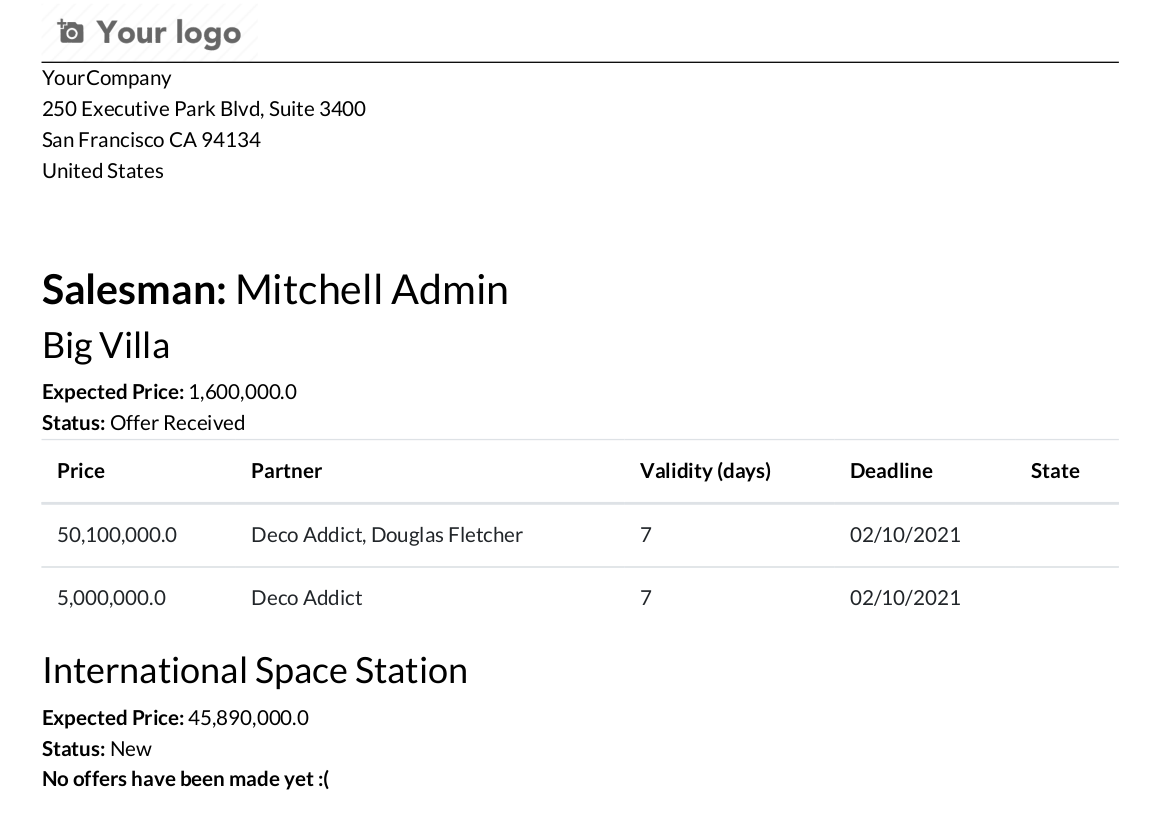 Your logo
YourCompany
250 Executive Park Blvd, Suite 3400
San Francisco CA 94134
United States
Salesman: Mitchell Admin
Big Villa
Expected Price: 1,600,000.0
Status: Offer Received
Price Partner Validity (days) Deadline State
50,100,000.0 Deco Addict, Douglas Fletcher 7 02/10/2021
5,000,000.0 Deco Addict 7 02/10/2021
International Space Station
Expected Price: 45,890,000.0
Status: New
No offers have been made yet :(